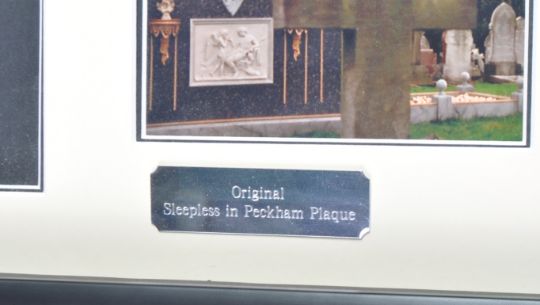 Original
Sleepless in Peckham Plaque